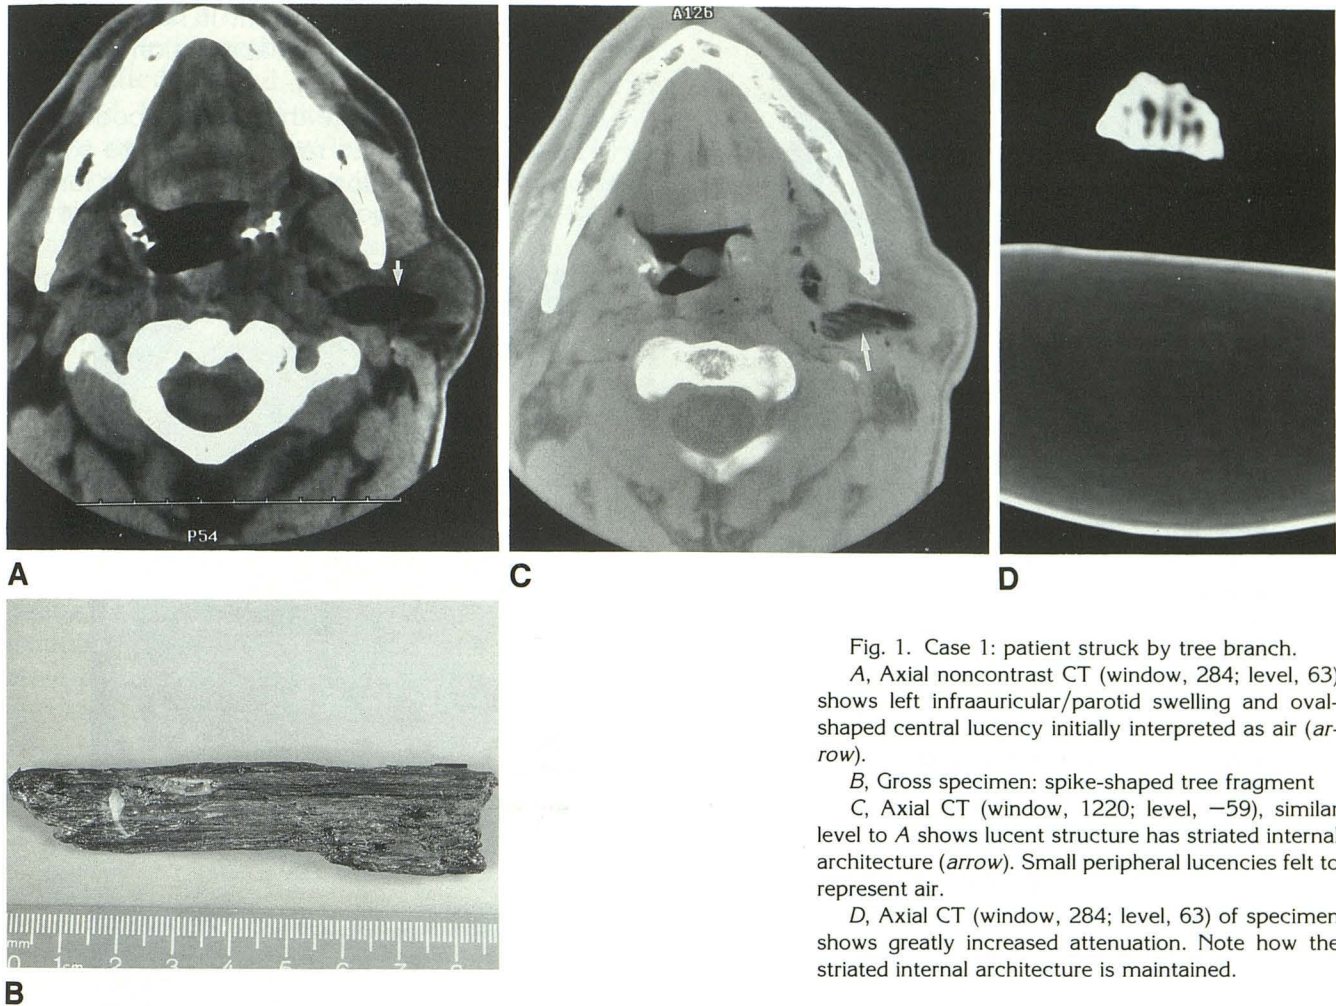 A126
P54
A
C
D
mm
0 1cm 2 3 4 5 6 7 8
B
Fig. 1. Case 1: patient struck by tree branch.
A, Axial noncontrast CT (window, 284; level, 63)
shows left infraauricular/parotid swelling and oval-
shaped central lucency initially interpreted as air (ar-
row).
B, Gross specimen: spike-shaped tree fragment
C, Axial CT (window, 1220; level, −59), similar
level to A shows lucent structure has striated internal
architecture (arrow). Small peripheral lucencies felt to
represent air.
D, Axial CT (window, 284; level, 63) of specimen
shows greatly increased attenuation. Note how the
striated internal architecture is maintained.